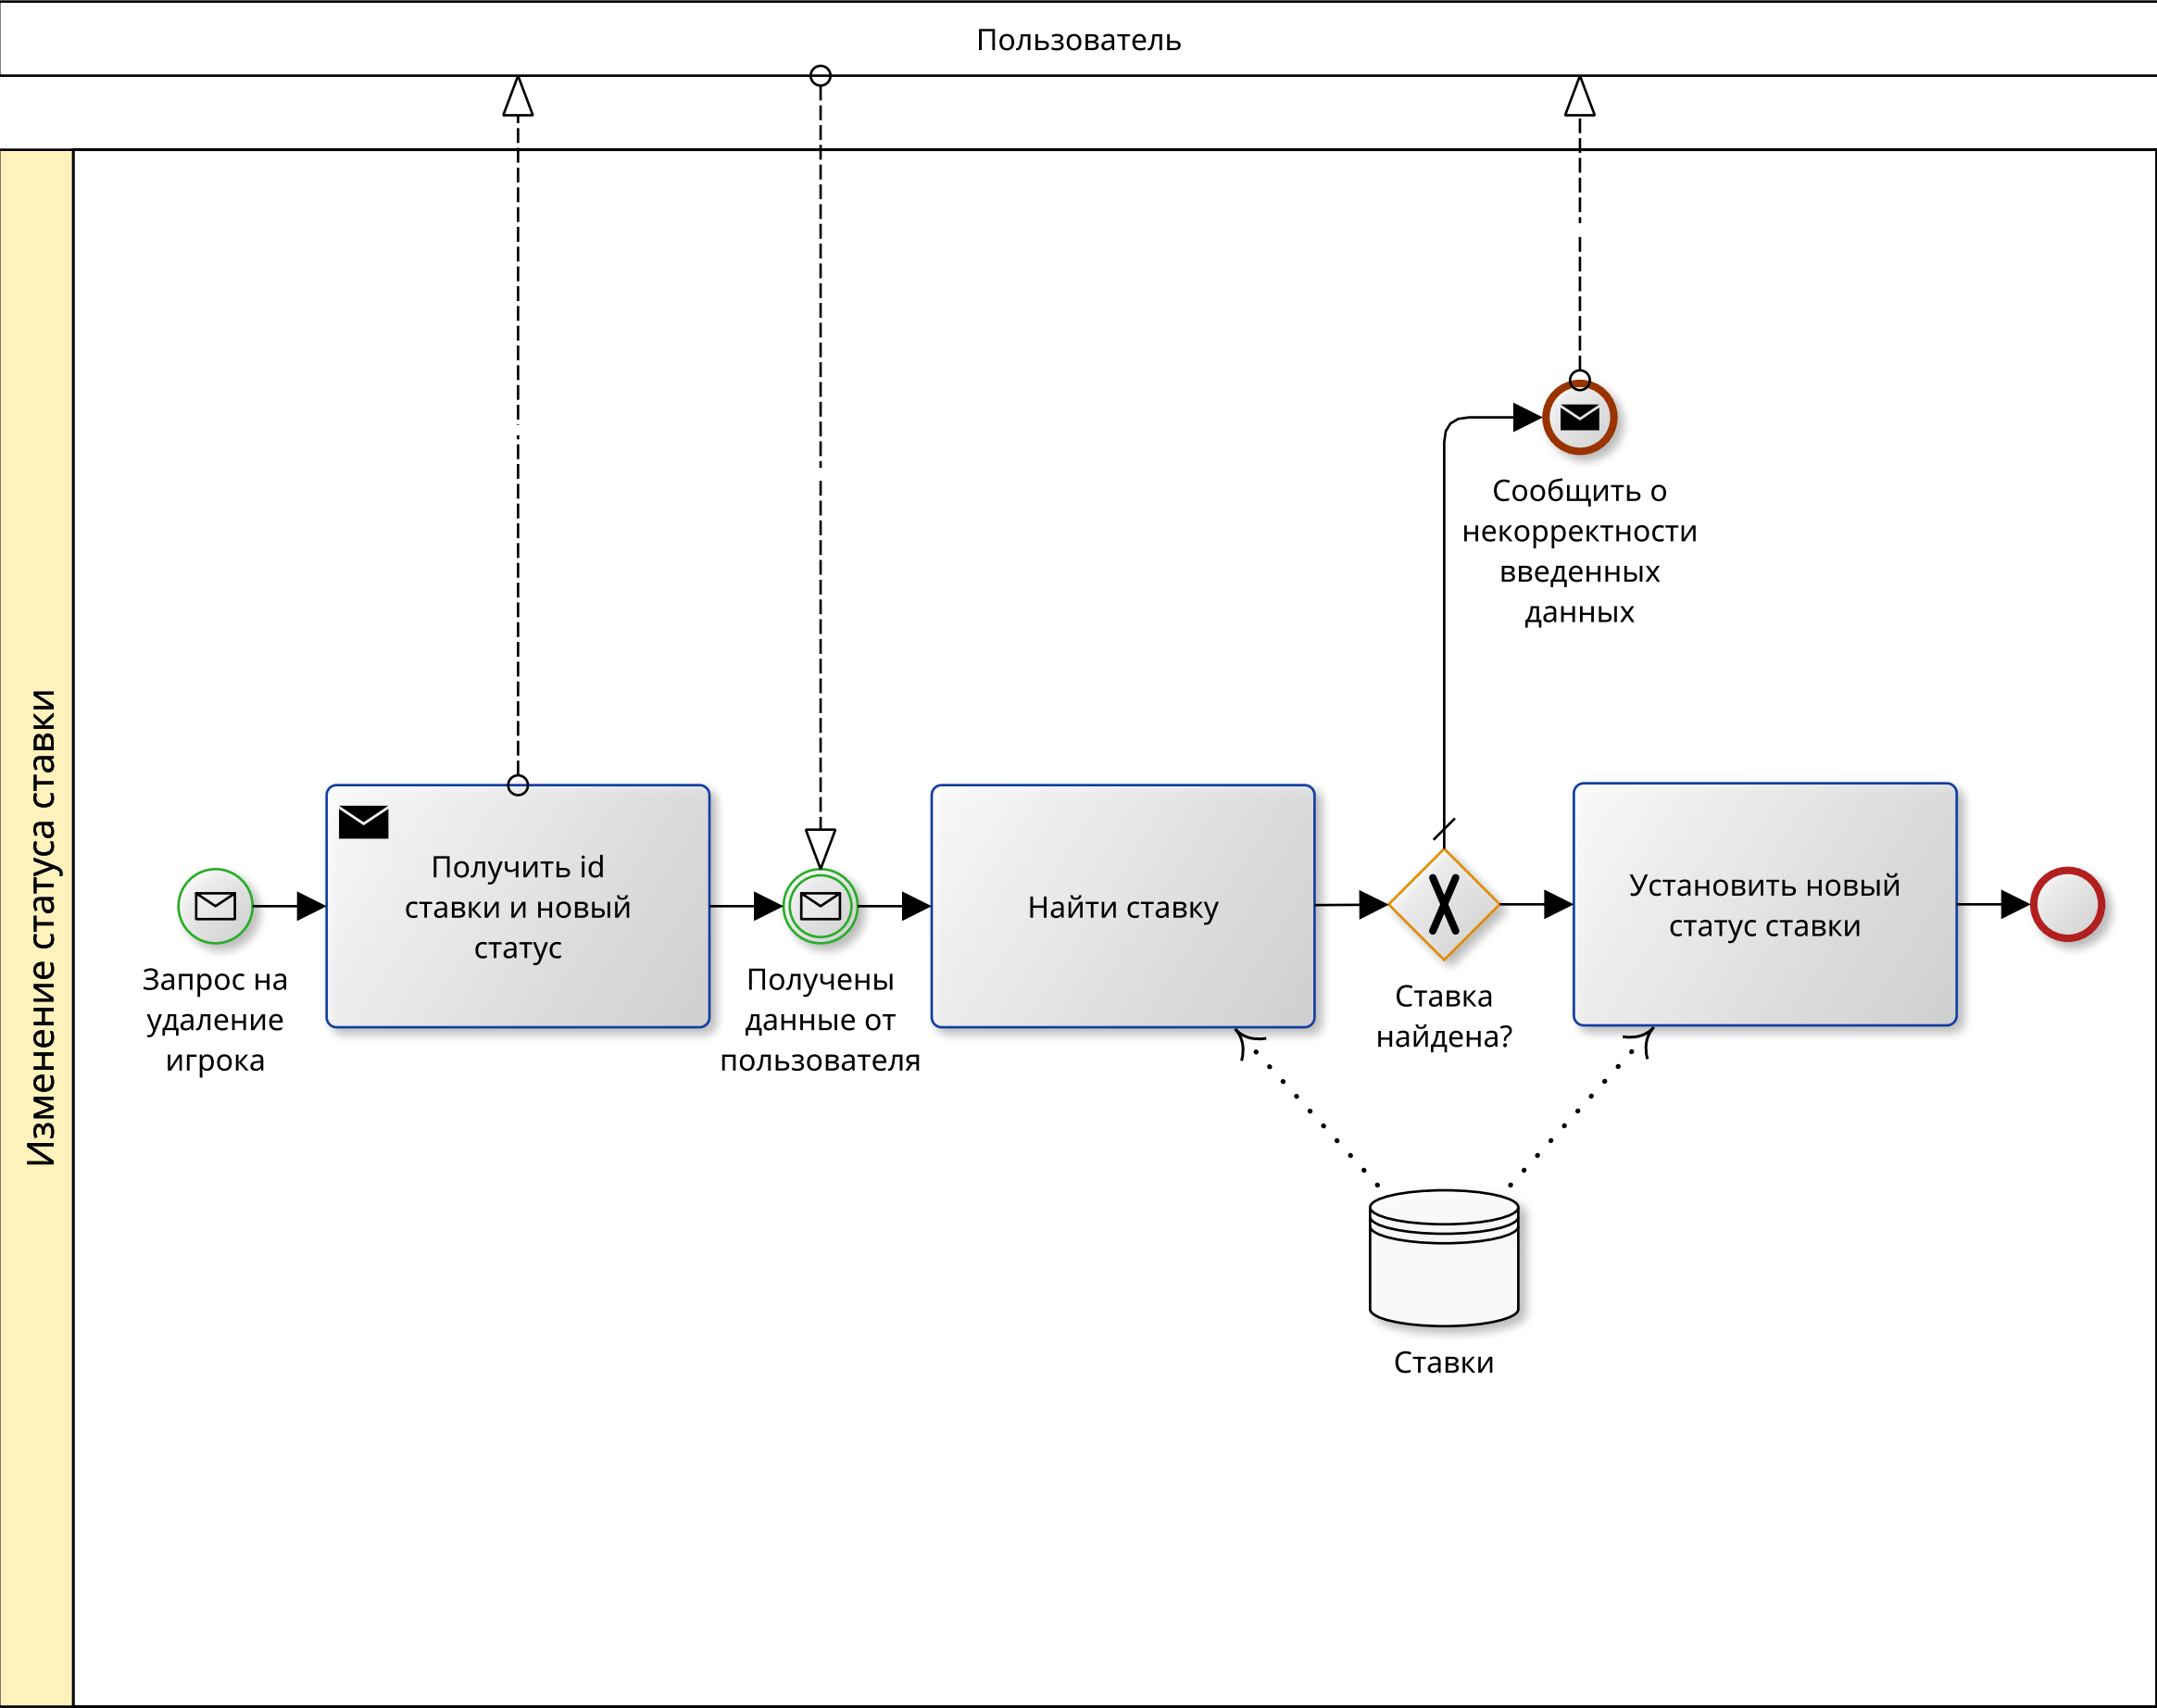 Пользователь
Изменение статуса ставки
Сообщить о
некорректности
введенных
данных
Запрос на
удаление
игрока
Получить id
ставки и новый
статус
Получены
данные от
пользователя
Найти ставку
Ставка
найдена?
Установить новый
статус ставки
Ставки